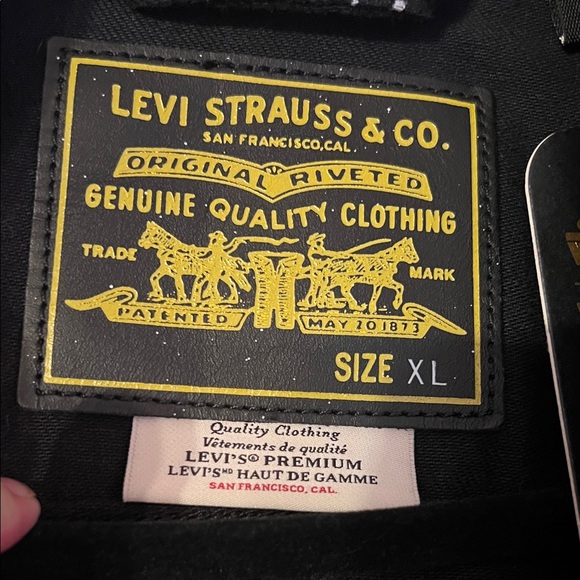 LEVI STRAUSS & CO.
SAN FRANCISCO, CAL.
ORIGINAL RIVETED
GENUINE QUALITY CLOTHING
TRADE MARK
PATENTED MAY 20 1873
SIZE XL
Quality Clothing
Vêtements de qualité
LEVI'S® PREMIUM
LEVI'S MD HAUT DE GAMME
SAN FRANCISCO, CAL.